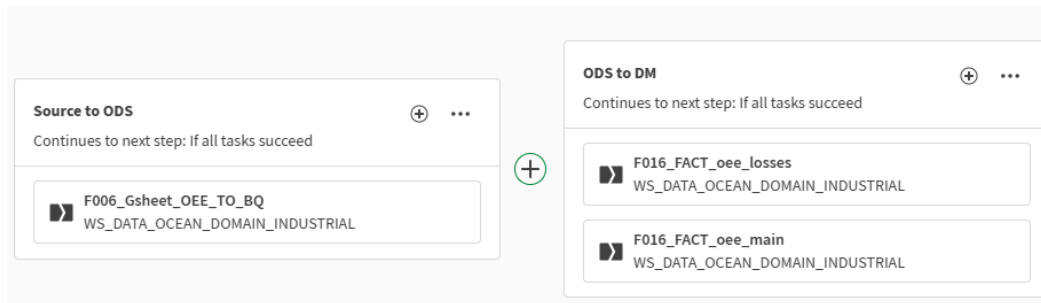 Source to ODS
Continues to next step: If all tasks succeed
F006_Gsheet_OEE_TO_BQ
WS_DATA_OCEAN_DOMAIN_INDUSTRIAL
ODS to DM
Continues to next step: If all tasks succeed
F016_FACT_oee_losses
WS_DATA_OCEAN_DOMAIN_INDUSTRIAL
F016_FACT_oee_main
WS_DATA_OCEAN_DOMAIN_INDUSTRIAL